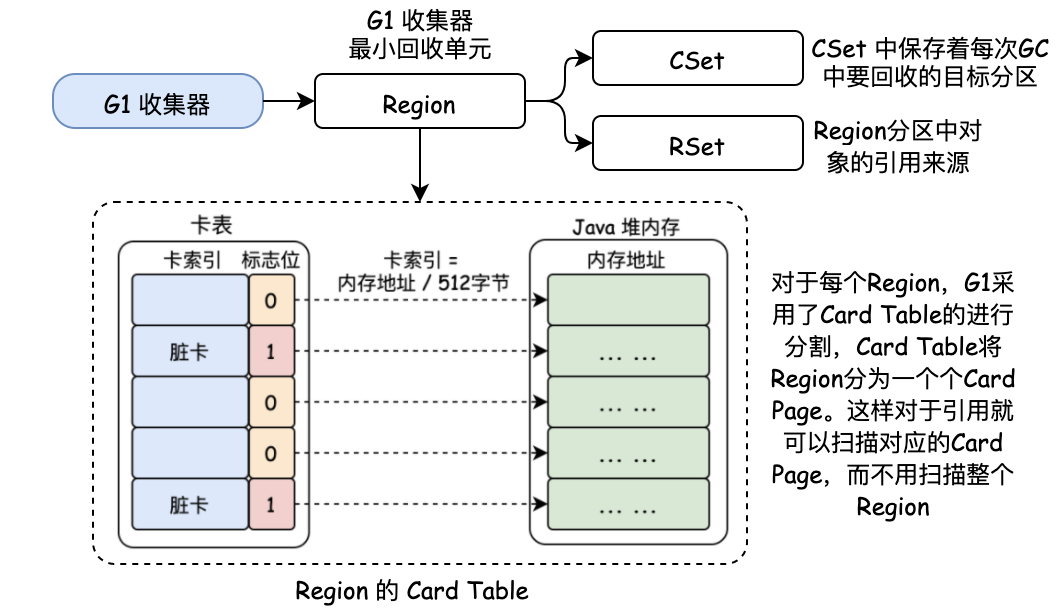 G1 收集器
最小回收单元
G1 收集器
Region
CSet
CSet 中保存着每次GC
中要回收的目标分区
RSet
Region分区中对
象的引用来源
卡表
卡索引 标志位
0
脏卡 1
0
0
脏卡 1
卡索引 =
内存地址 / 512字节
Java 堆内存
内存地址
... ...
... ...
... ...
... ...
对于每个Region，G1采
用了Card Table的进行
分割，Card Table将
Region分为一个个Card
Page。这样对于引用就
可以扫描对应的Card
Page，而不用扫描整个
Region
Region 的 Card Table